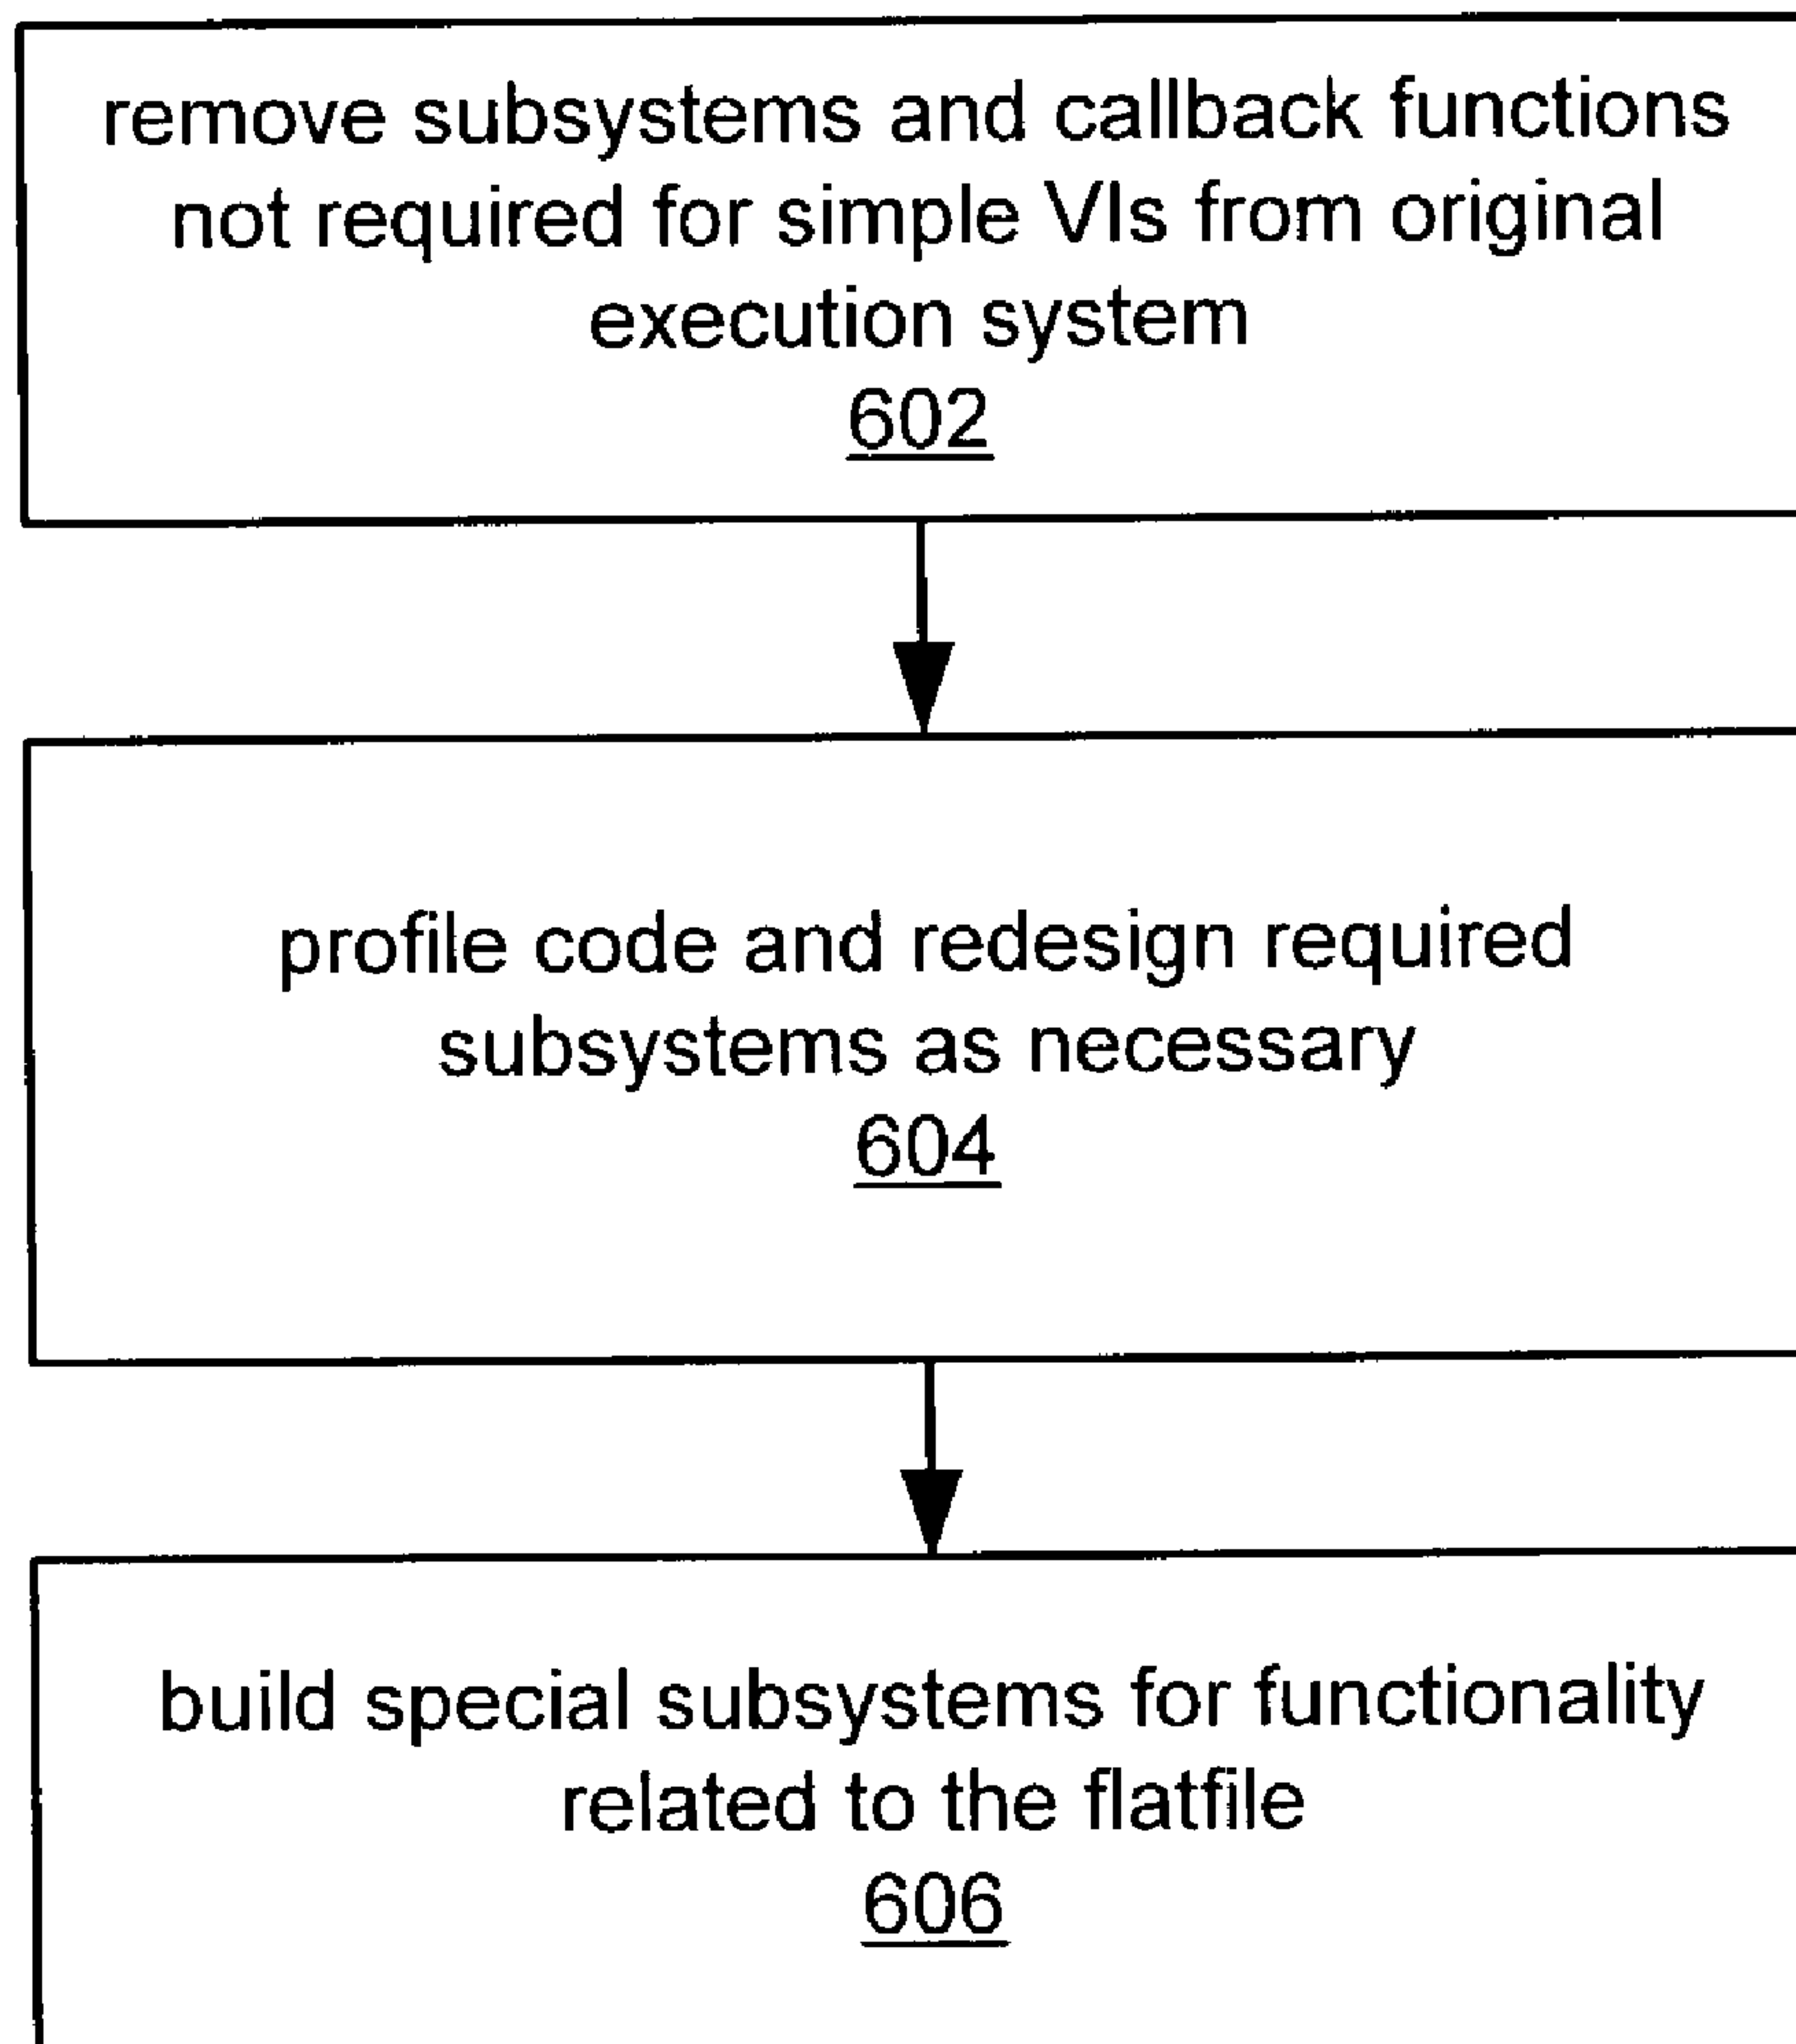 remove subsystems and callback functions
not required for simple VIs from original
execution system
602
profile code and redesign required
subsystems as necessary
604
build special subsystems for functionality
related to the flatfile
606